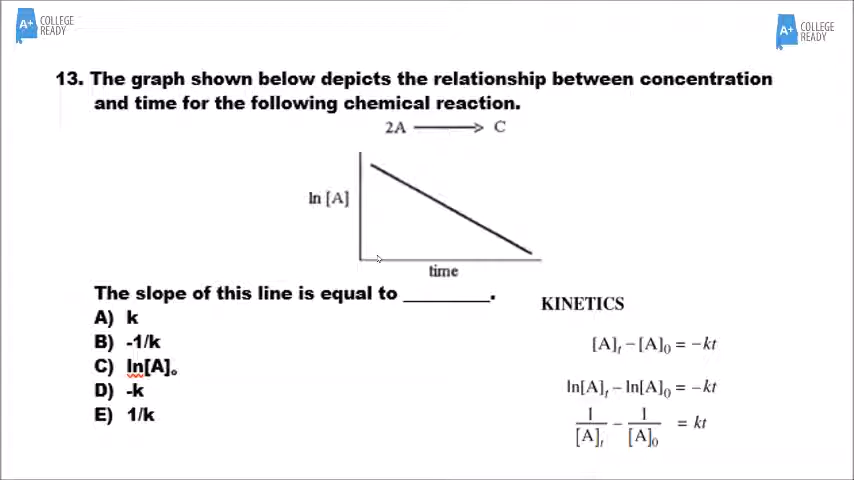 A+ COLLEGE READY
A+ COLLEGE READY
13. The graph shown below depicts the relationship between concentration
and time for the following chemical reaction.
2A ⟶ C
ln [A]
time
The slope of this line is equal to ________.
A) k
B) -1/k
C) ln[A]₀
D) -k
E) 1/k
KINETICS
[A]ₜ − [A]₀ = −kt
ln[A]ₜ − ln[A]₀ = −kt
1/[A]ₜ − 1/[A]₀ = kt